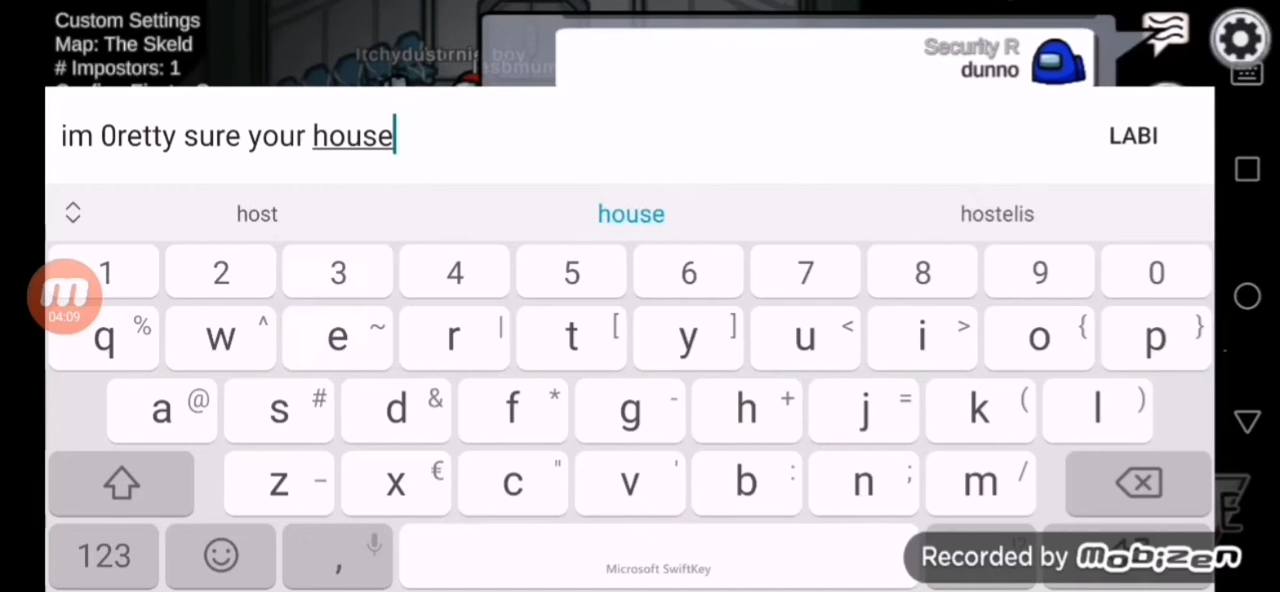 Custom Settings
Map: The Skeld
# Impostors: 1
Security R
dunno
im 0retty sure your house
LABI
host house hostelis
1 2 3 4 5 6 7 8 9 0
04:09
q % w ^ e ~ r | t [ y ] u < i > o { p }
a @ s # d & f * g - h + j = k ( l )
z – x € c " v ' b : n ; m /
123 ,
Microsoft SwiftKey
Recorded by mobizen